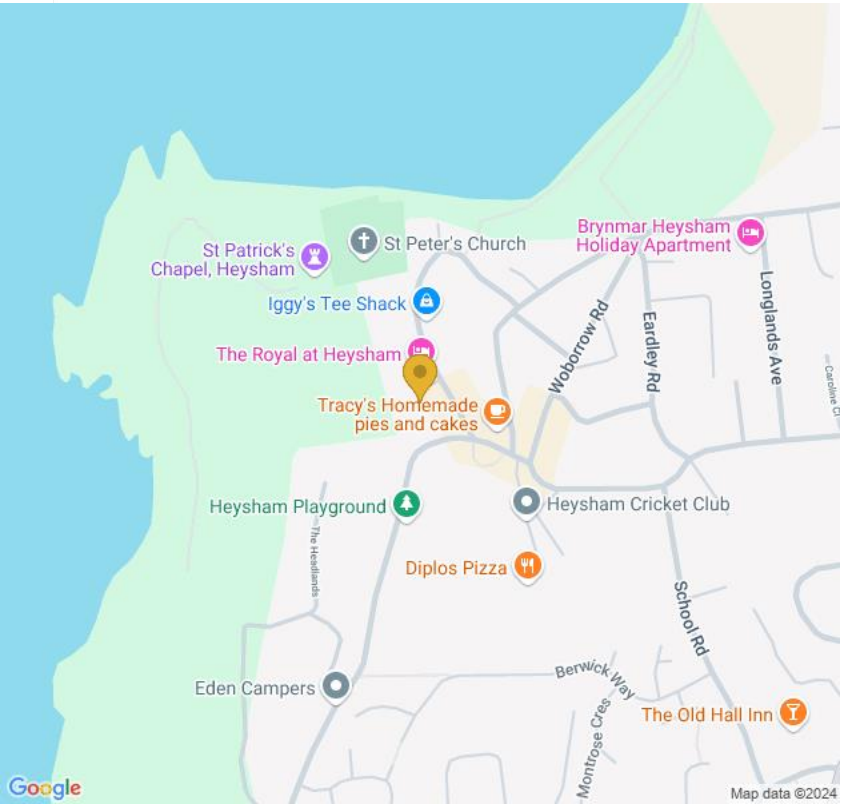 Brynmar Heysham
Holiday Apartment
St Peter's Church
St Patrick's
Chapel, Heysham
Iggy's Tee Shack
Longlands Ave
Woborrow Rd
Eardley Rd
The Royal at Heysham
Caroline Cl
Tracy's Homemade
pies and cakes
Heysham Playground
Heysham Cricket Club
The Headlands
Diplos Pizza
School Rd
Berwick Way
Eden Campers
Montrose Cres
The Old Hall Inn
Google
Map data ©2024